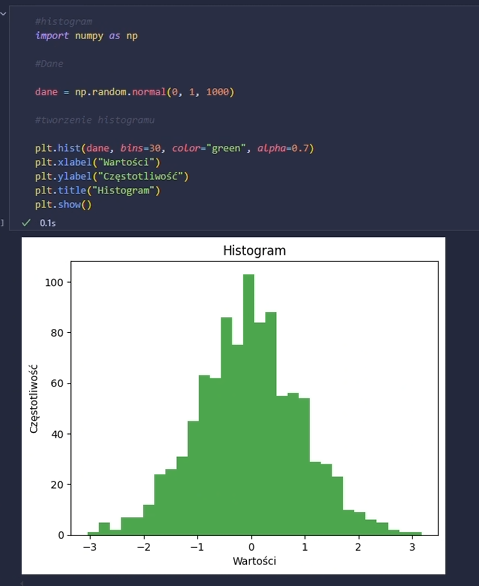 #histogram
import numpy as np
#Dane
dane = np.random.normal(0, 1, 1000)
#tworzenie histogramu
plt.hist(dane, bins=30, color="green", alpha=0.7)
plt.xlabel("Wartości")
plt.ylabel("Częstotliwość")
plt.title("Histogram")
plt.show()
] ✓ 0.1s
Histogram
100
80
60
40
20
0
Częstotliwość
−3 −2 −1 0 1 2 3
Wartości